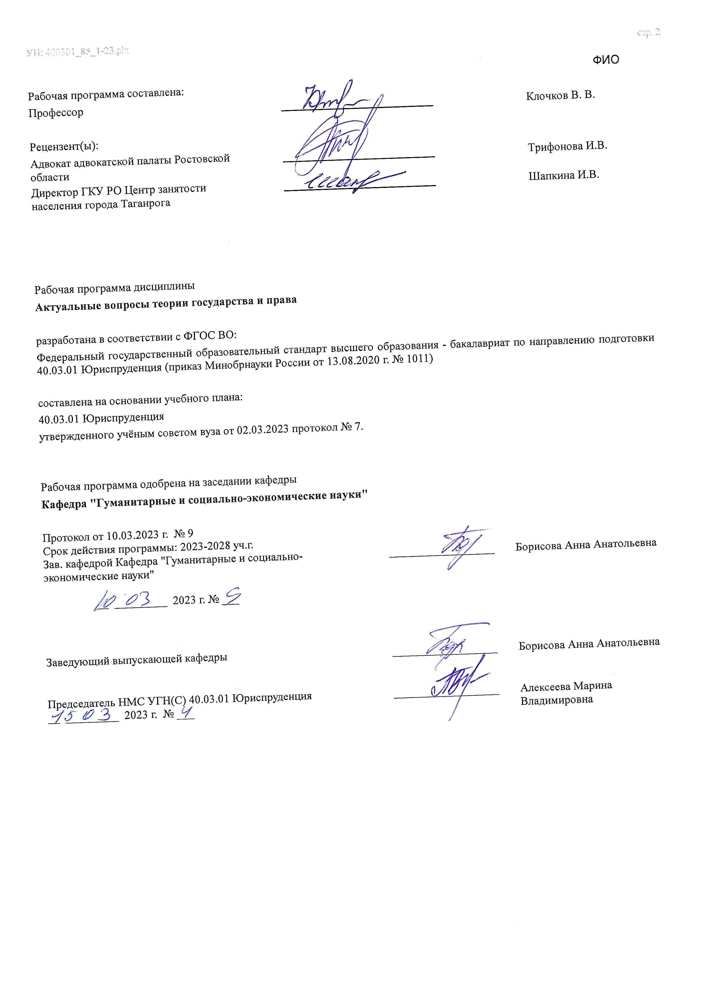 стр. 2
УП: 400301_85_1-23.plx
ФИО
Рабочая программа составлена:
Профессор
Клочков В. В.
Рецензент(ы):
Адвокат адвокатской палаты Ростовской
области
Трифонова И.В.
Директор ГКУ РО Центр занятости
населения города Таганрога
Шапкина И.В.
Рабочая программа дисциплины
Актуальные вопросы теории государства и права
разработана в соответствии с ФГОС ВО:
Федеральный государственный образовательный стандарт высшего образования - бакалавриат по направлению подготовки
40.03.01 Юриспруденция (приказ Минобрнауки России от 13.08.2020 г. № 1011)
составлена на основании учебного плана:
40.03.01 Юриспруденция
утвержденного учёным советом вуза от 02.03.2023 протокол № 7.
Рабочая программа одобрена на заседании кафедры
Кафедра "Гуманитарные и социально-экономические науки"
Протокол от 10.03.2023 г. № 9
Срок действия программы: 2023-2028 уч.г.
Зав. кафедрой Кафедра "Гуманитарные и социально-
экономические науки"
Борисова Анна Анатольевна
10 03 2023 г. № 9
Заведующий выпускающей кафедры
Борисова Анна Анатольевна
Председатель НМС УГН(С) 40.03.01 Юриспруденция
Алексеева Марина
Владимировна
15 03 2023 г. № 4